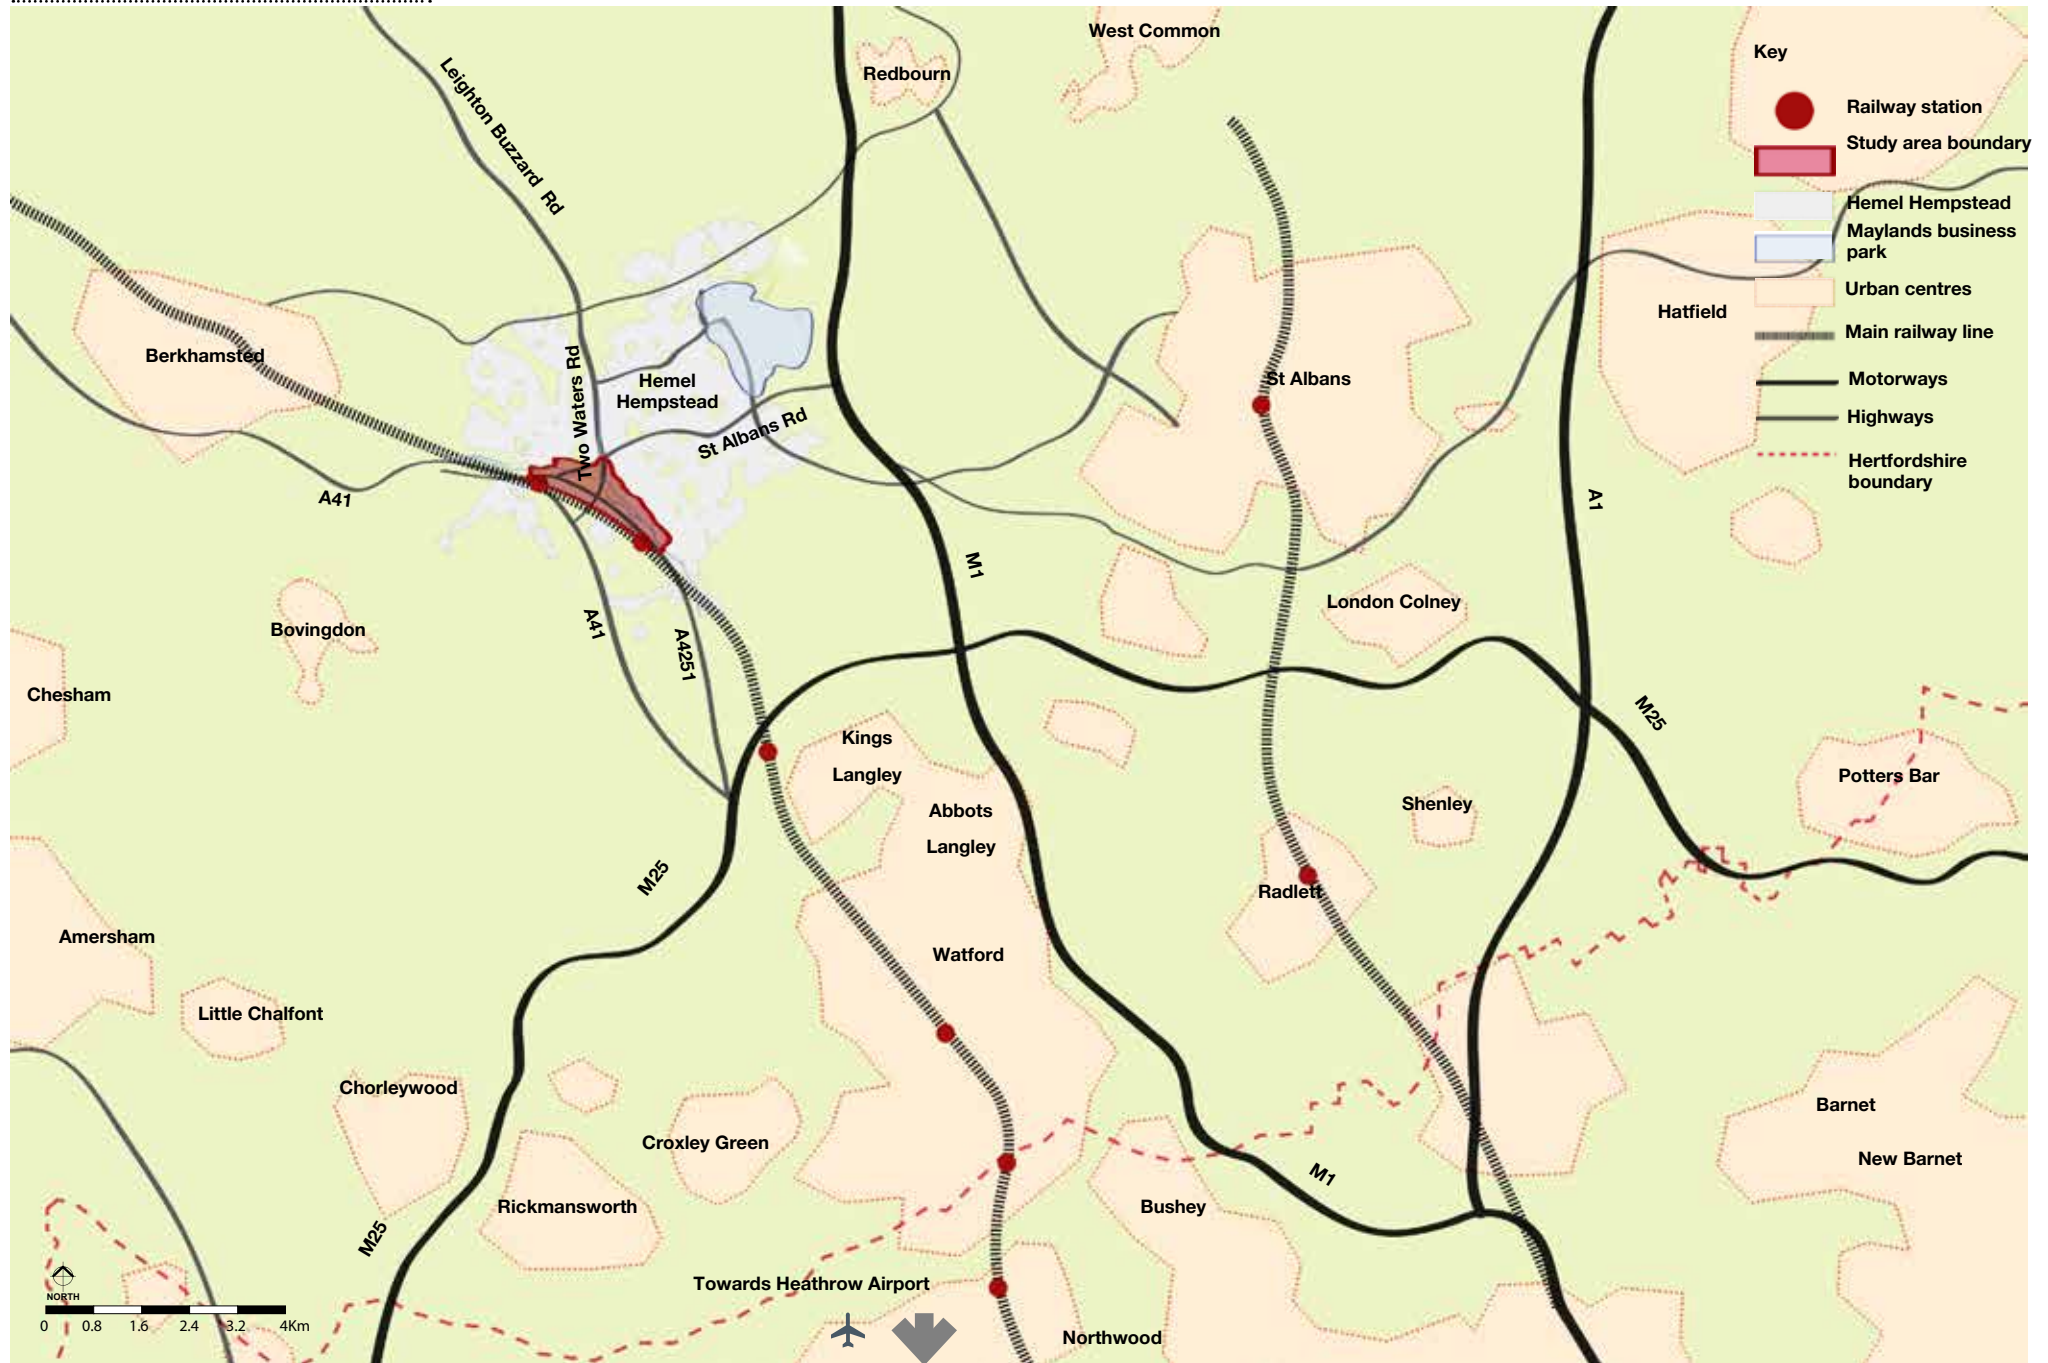 West Common
Redbourn
Key
Railway station
Study area boundary
Hemel Hempstead
Maylands business
park
Urban centres
Main railway line
Motorways
Highways
Hertfordshire
boundary
Leighton Buzzard Rd
Berkhamsted
Two Waters Rd
Hemel
Hempstead
St Albans Rd
St Albans
Hatfield
A41
A1
M1
Bovingdon
A41
A4251
London Colney
Chesham
M25
Kings
Langley
Abbots
Langley
Shenley
Potters Bar
M25
Radlett
Amersham
Watford
Little Chalfont
Chorleywood
Croxley Green
Barnet
New Barnet
M1
Rickmansworth
Bushey
M25
Towards Heathrow Airport
Northwood
NORTH
0 0.8 1.6 2.4 3.2 4Km